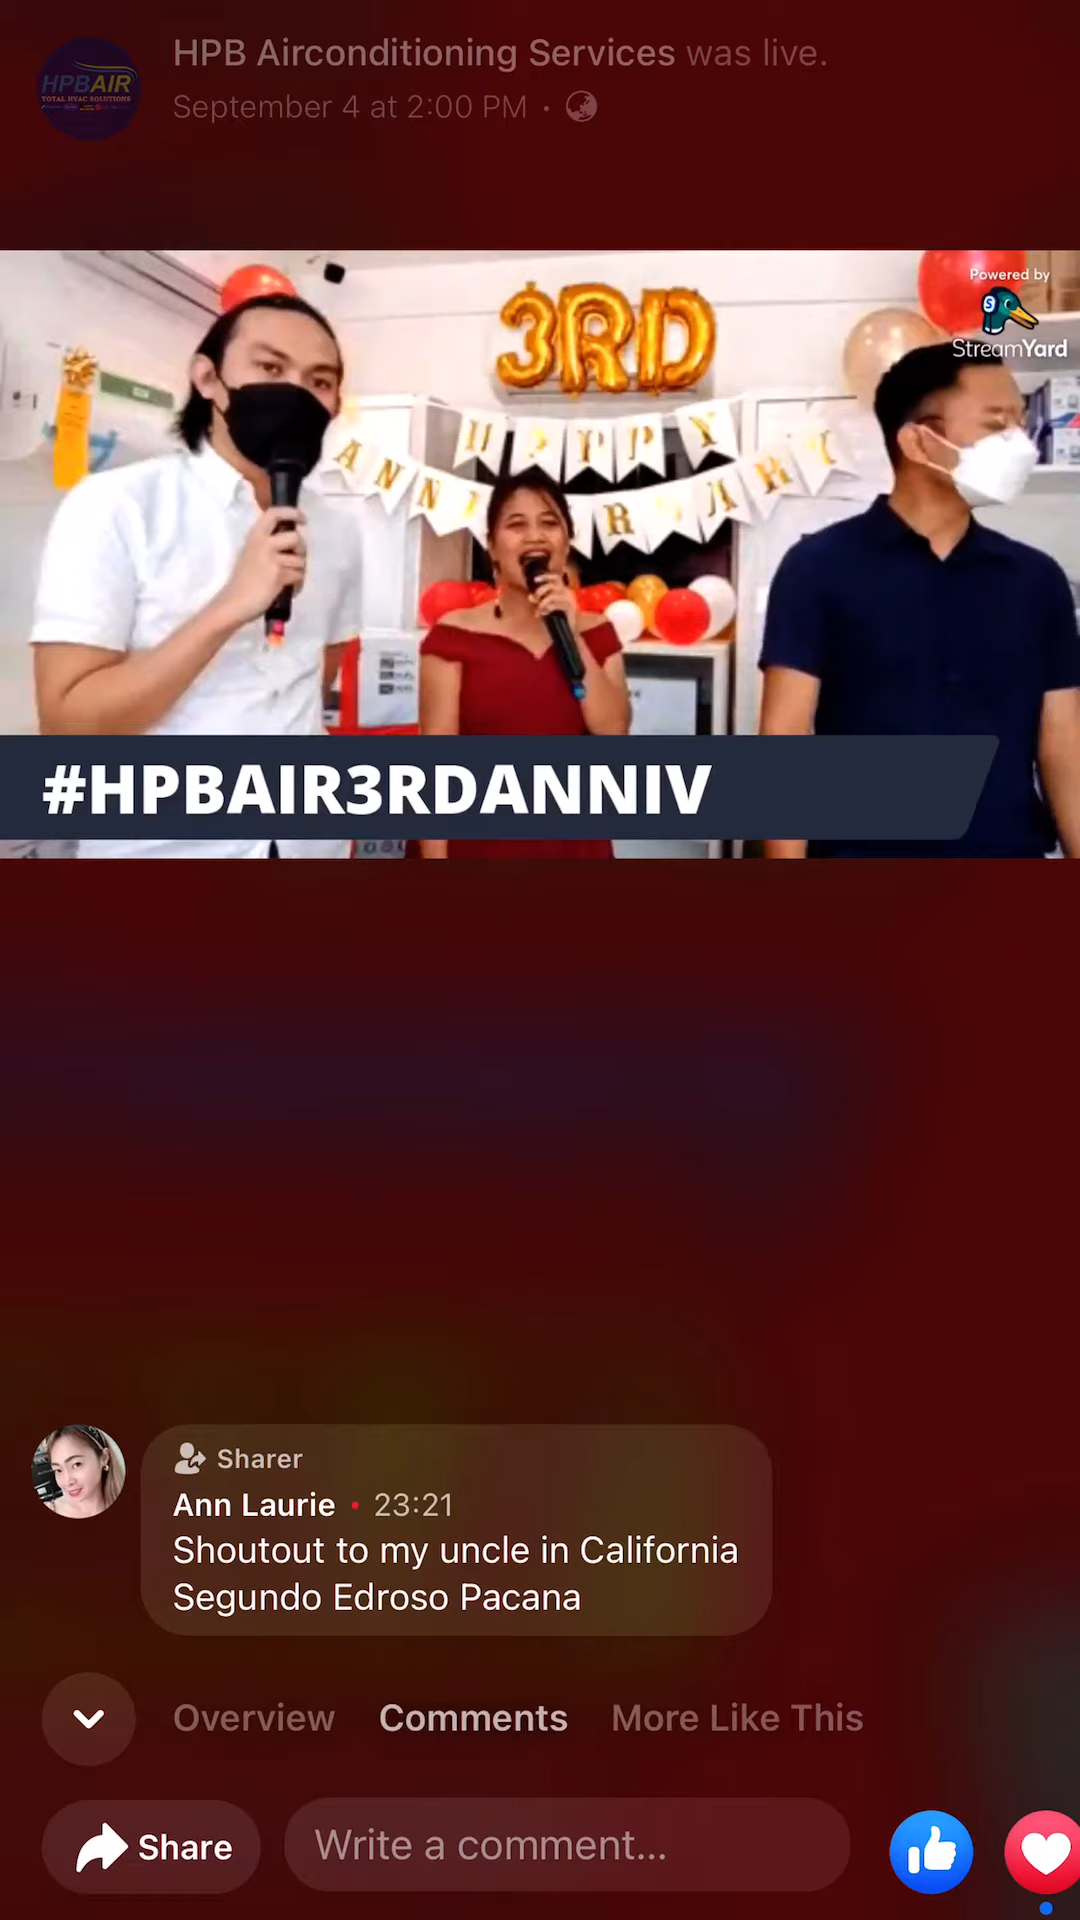 HPB Airconditioning Services was live.
HPBAIR
TOTAL HVAC SOLUTIONS
September 4 at 2:00 PM ·
Powered by
S
StreamYard
3RD
HAPPY
#HPBAIR3RDANNIV
Sharer
Ann Laurie • 23:21
Shoutout to my uncle in California
Segundo Edroso Pacana
Overview Comments More Like This
Share Write a comment...